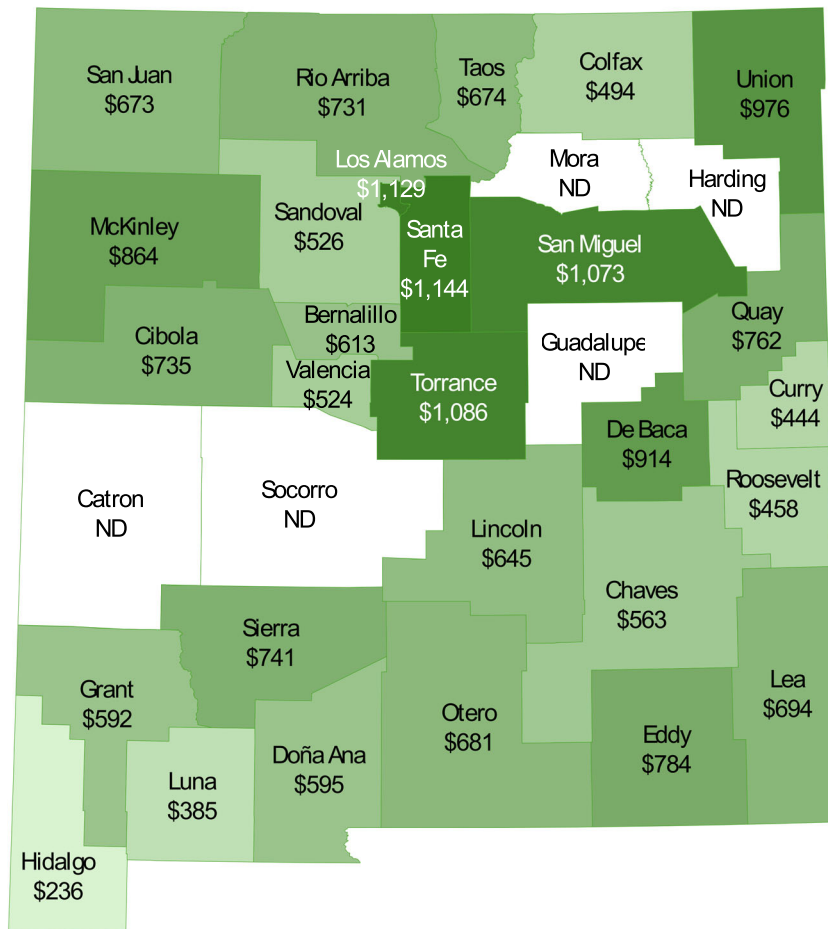 San Juan
$673
Rio Arriba
$731
Taos
$674
Colfax
$494
Union
$976
Los Alamos
$1,129
Mora
ND
Harding
ND
McKinley
$864
Sandoval
$526
Santa
Fe
$1,144
San Miguel
$1,073
Cibola
$735
Bernalillo
$613
Valencia
$524
Torrance
$1,086
Guadalupe
ND
Quay
$762
Curry
$444
De Baca
$914
Roosevelt
$458
Catron
ND
Socorro
ND
Lincoln
$645
Chaves
$563
Sierra
$741
Grant
$592
Otero
$681
Lea
$694
Eddy
$784
Doña Ana
$595
Luna
$385
Hidalgo
$236